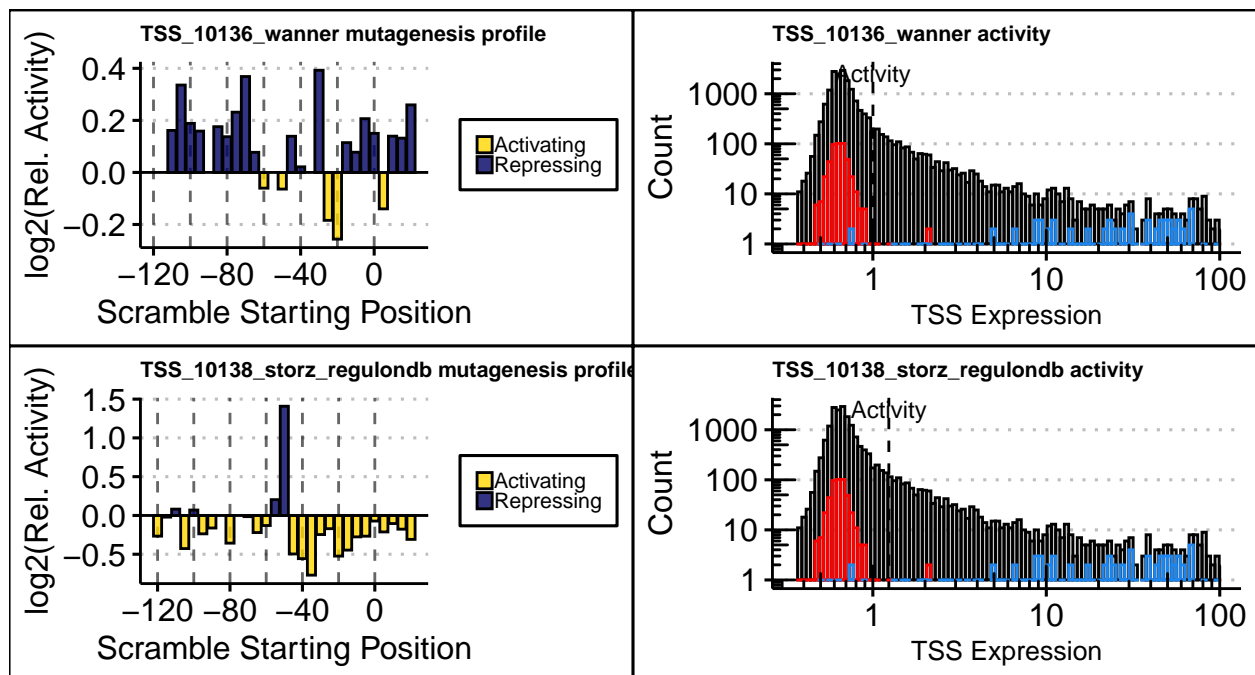 TSS_10136_wanner mutagenesis profile
log2(Rel. Activity)
0.4
0.2
0.0
−0.2
−120
−80
−40
0
Scramble Starting Position
Activating
Repressing
TSS_10136_wanner activity
Activity
Count
1000
100
10
1
1
10
100
TSS Expression
TSS_10138_storz_regulondb mutagenesis profile
log2(Rel. Activity)
1.5
1.0
0.5
0.0
−0.5
−120
−80
−40
0
Scramble Starting Position
Activating
Repressing
TSS_10138_storz_regulondb activity
Activity
Count
1000
100
10
1
1
10
100
TSS Expression